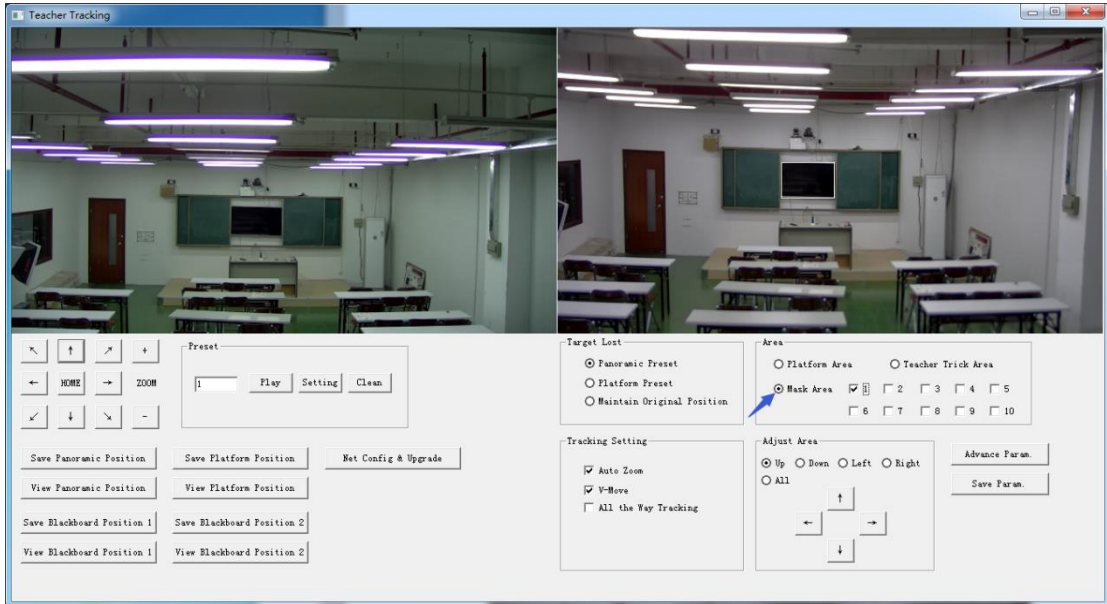 Teacher Tracking
↖ ↑ ↗ +
← HOME → ZOOM
↙ ↓ ↘ -
Preset
1 Play Setting Clean
Save Panoramic Position Save Platform Position Net Config & Upgrade
View Panoramic Position View Platform Position
Save Blackboard Position 1 Save Blackboard Position 2
View Blackboard Position 1 View Blackboard Position 2
Target Lost
Panoramic Preset
Platform Preset
Maintain Original Position
Area
Platform Area Teacher Trick Area
Mask Area 1 2 3 4 5
6 7 8 9 10
Tracking Setting
Auto Zoom
V-Move
All the Way Tracking
Adjust Area
Up Down Left Right
All
↑
← →
↓
Advance Param.
Save Param.